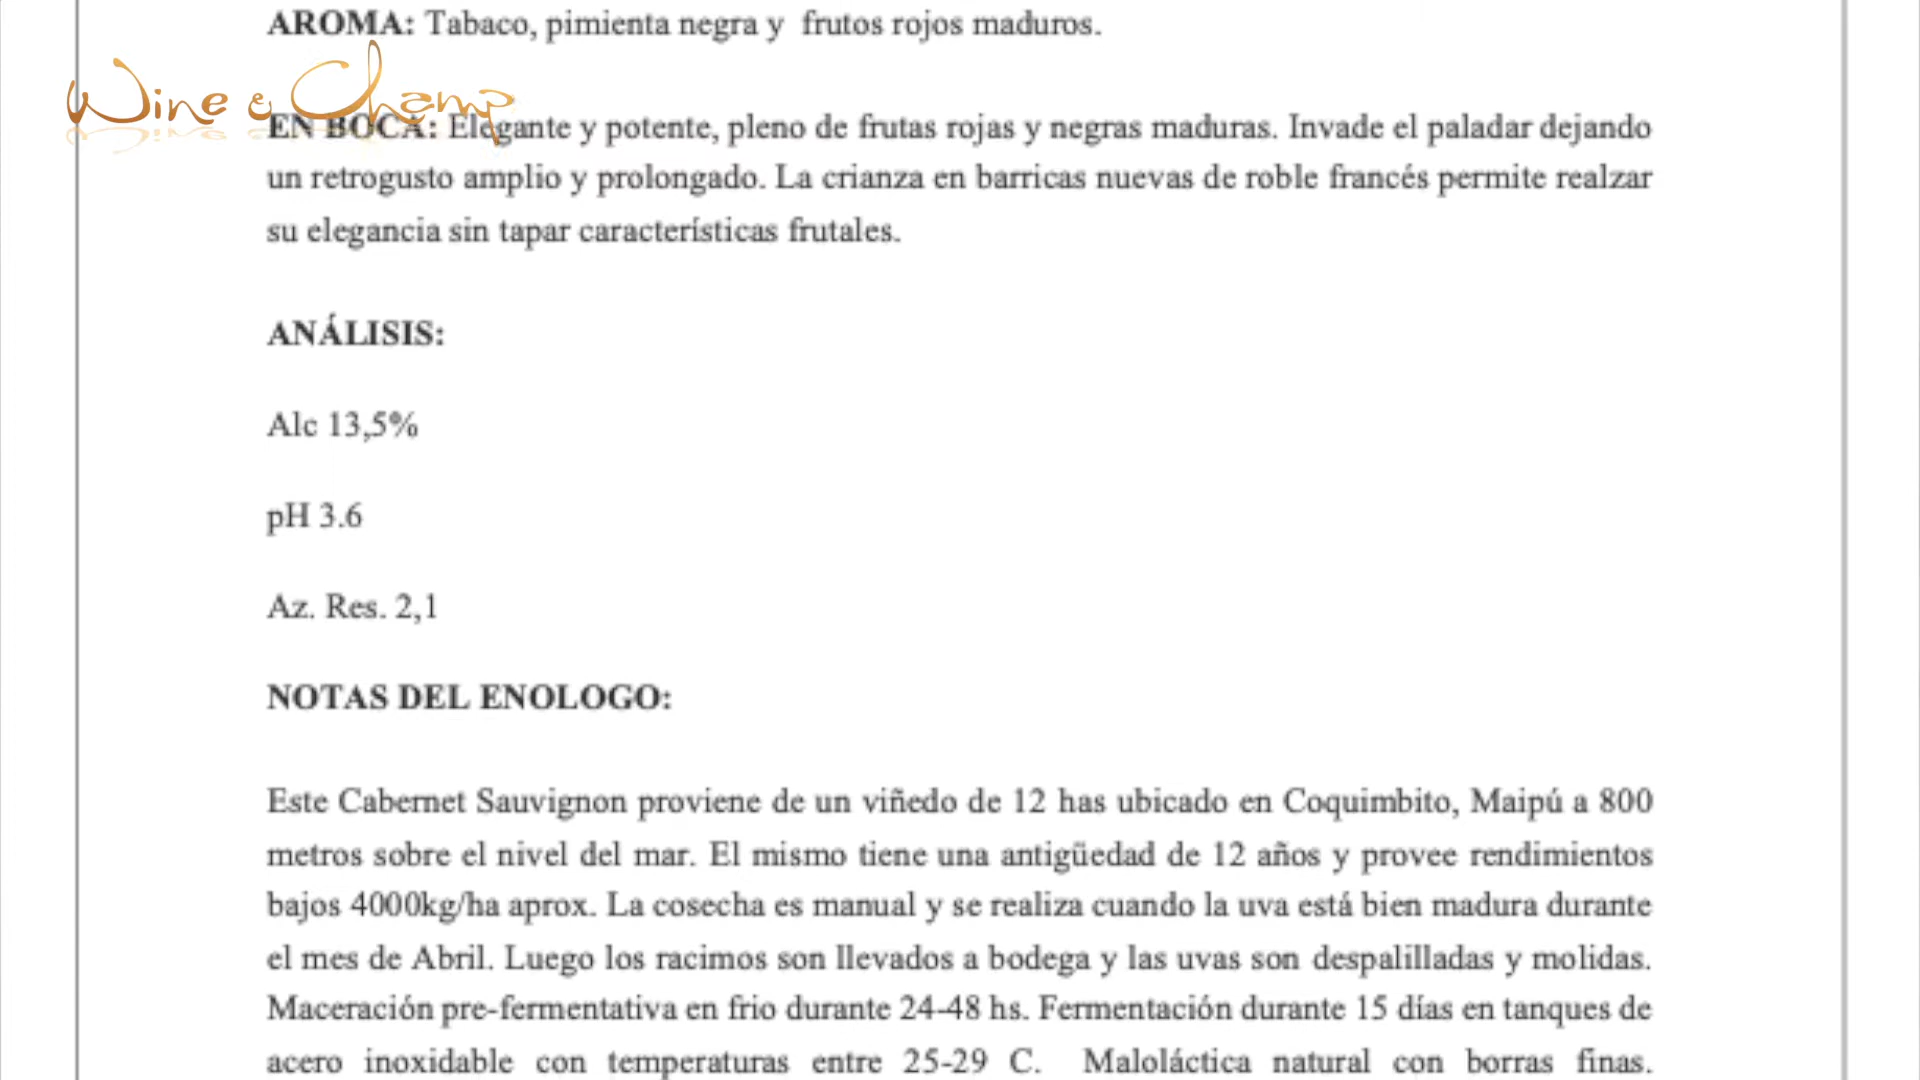 AROMA: Tabaco, pimienta negra y frutos rojos maduros.
Wine & Champ
EN BOCA: Elegante y potente, pleno de frutas rojas y negras maduras. Invade el paladar dejando
un retrogusto amplio y prolongado. La crianza en barricas nuevas de roble francés permite realzar
su elegancia sin tapar características frutales.
ANÁLISIS:
Alc 13,5%
pH 3.6
Az. Res. 2,1
NOTAS DEL ENOLOGO:
Este Cabernet Sauvignon proviene de un viñedo de 12 has ubicado en Coquimbito, Maipú a 800
metros sobre el nivel del mar. El mismo tiene una antigüedad de 12 años y provee rendimientos
bajos 4000kg/ha aprox. La cosecha es manual y se realiza cuando la uva está bien madura durante
el mes de Abril. Luego los racimos son llevados a bodega y las uvas son despalilladas y molidas.
Maceración pre-fermentativa en frio durante 24-48 hs. Fermentación durante 15 días en tanques de
acero inoxidable con temperaturas entre 25-29 C. Maloláctica natural con borras finas.